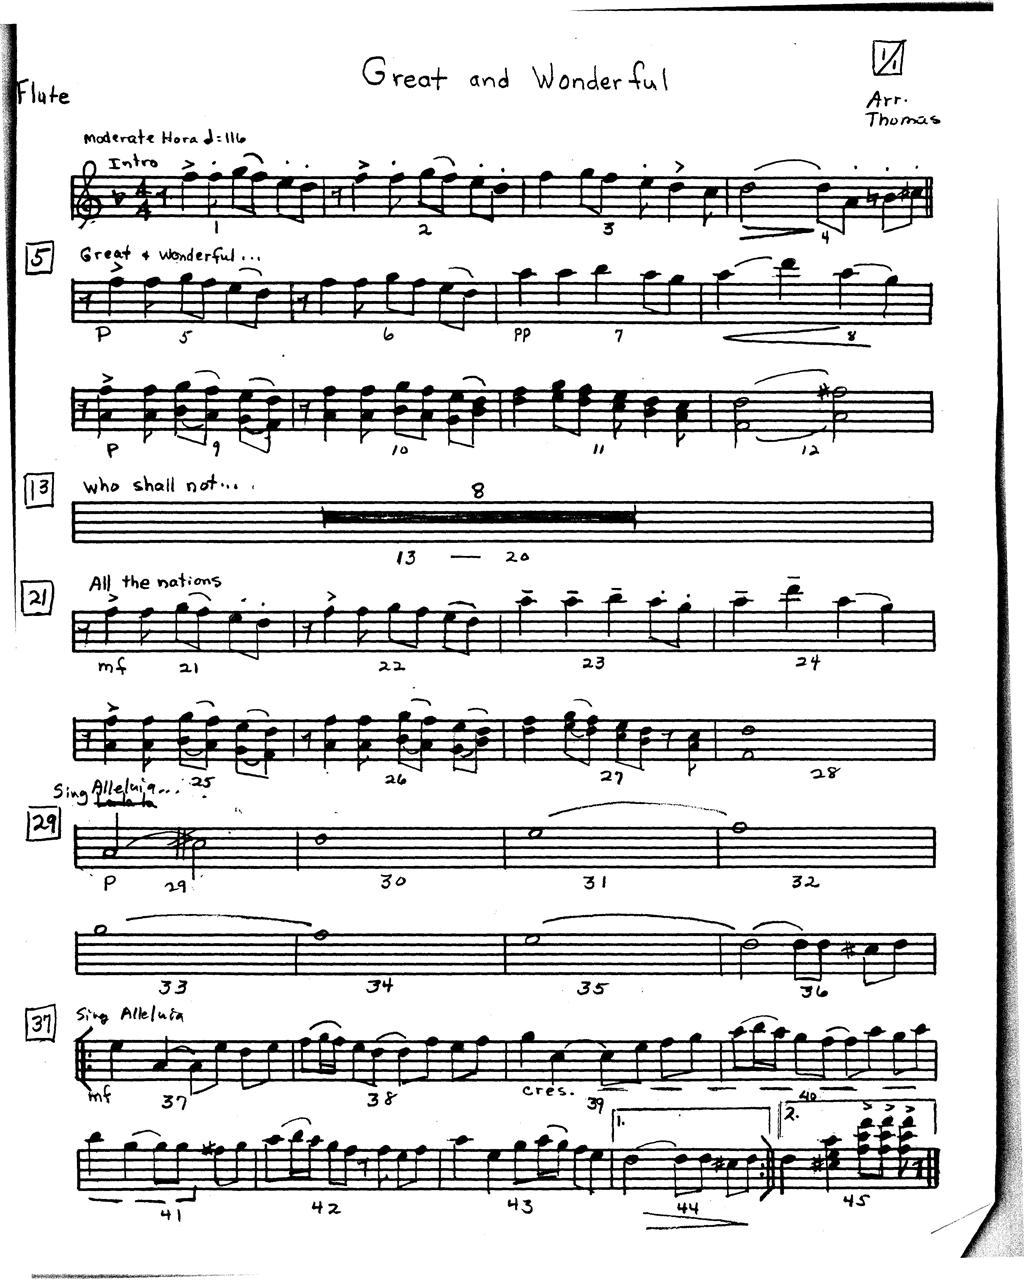 1/1
Great and Wonderful
Flute
Arr.
Thomas
Moderate Hora ♩=116
Intro
4
4
1 2 3 4
5 Great + Wonderful...
P 5 6 PP 7 8
P 9 10 11 12
13 who shall not....
8
13 — 20
21 All the nations
mf 21 22 23 24
25 26 27 28
Sing Alleluia...
29
P 29 30 31 32
33 34 35 36
37 Sing Alleluia
mf 37 38 cres. 39 40
1. 2.
41 42 43 44 45